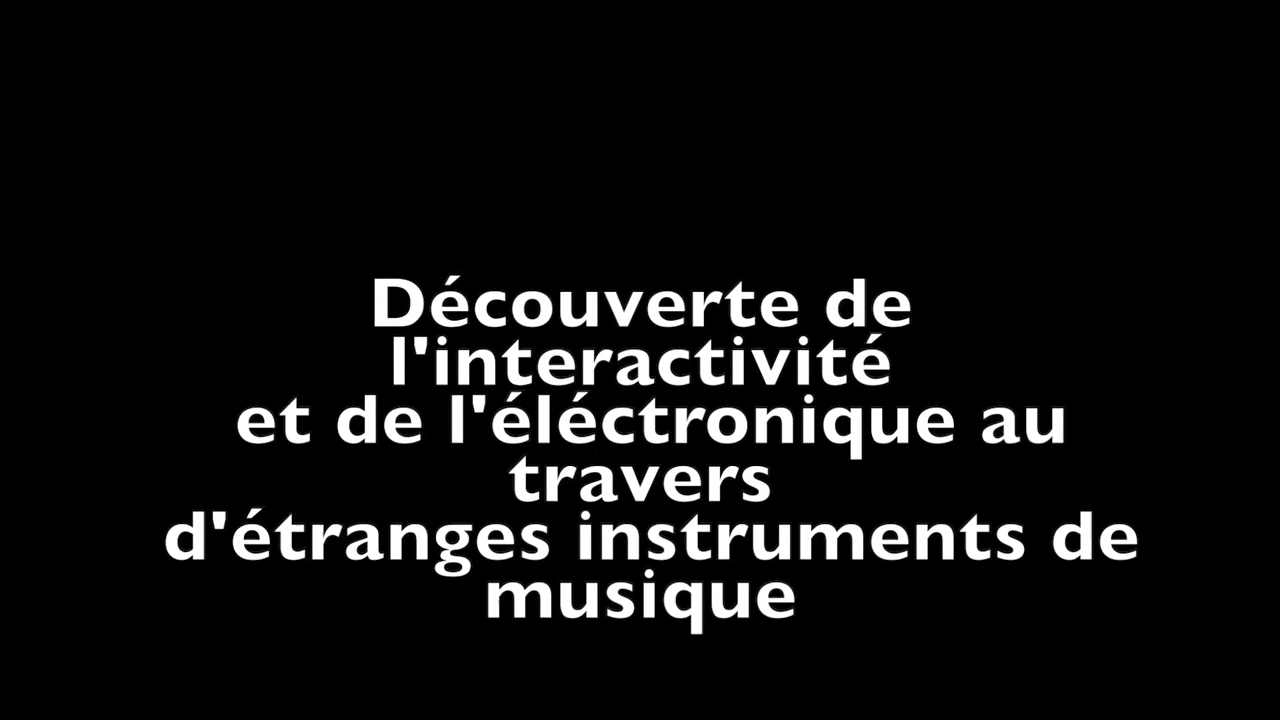 Découverte de
l'interactivité
et de l'éléctronique au
travers
d'étranges instruments de
musique